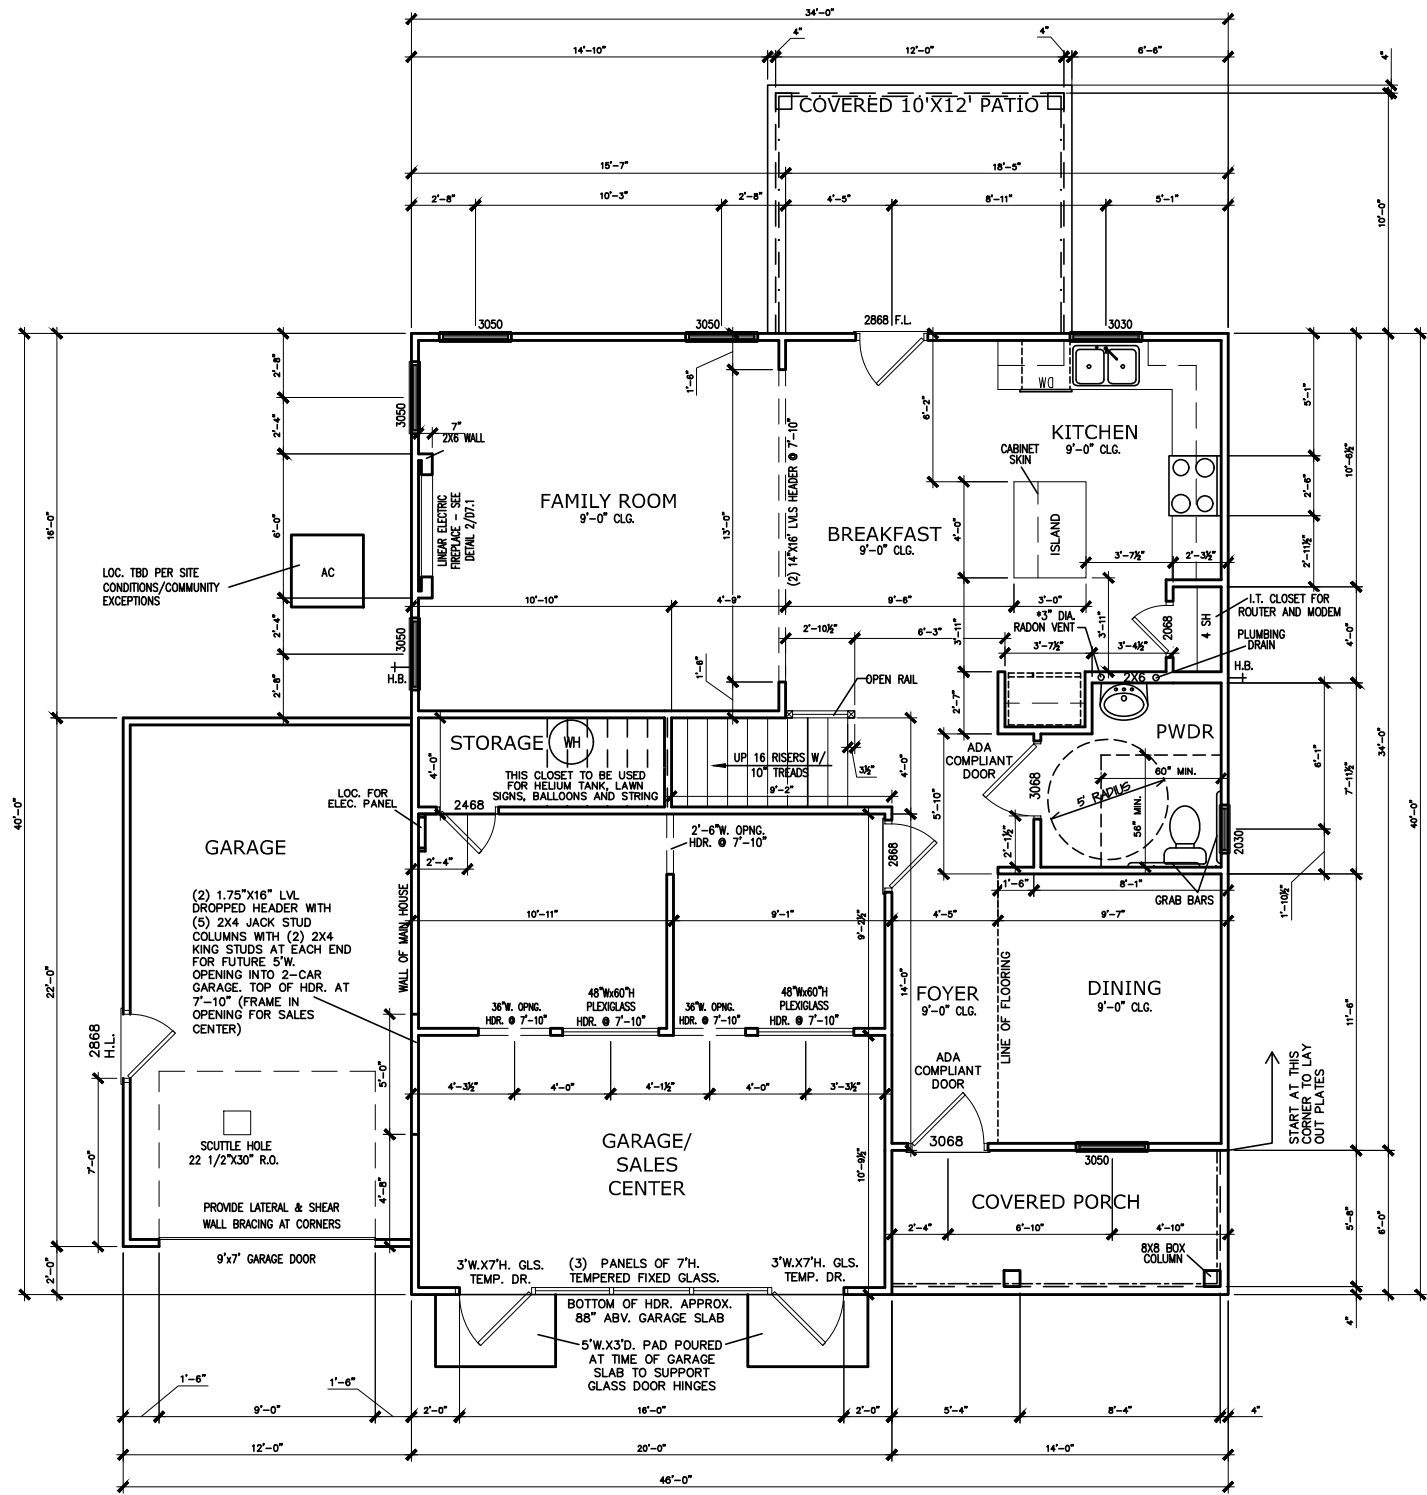 34'-0"
14'-10"
4"
12'-0"
4"
6'-6"
4"
COVERED 10'X12' PATIO
15'-7"
18'-5"
2'-8"
10'-3"
2'-8"
4'-5"
8'-11"
5'-1"
10'-0"
3050
3050
2868 F.L.
3030
2'-8"
1'-6"
DW
5'-1"
3050
2'-4"
7"
2X6 WALL
6'-2"
KITCHEN
9'-0" CLG.
10'-6½"
CABINET
SKIN
(2) 14"X16' LVLS HEADER @ 7'-10"
16'-0"
6'-0"
LINEAR ELECTRIC
FIREPLACE - SEE
DETAIL 2/D7.1
FAMILY ROOM
9'-0" CLG.
13'-0"
BREAKFAST
9'-0" CLG.
4'-0"
ISLAND
2'-6"
3'-7½"
2'-3½"
2'-11½"
LOC. TBD PER SITE
CONDITIONS/COMMUNITY
EXCEPTIONS
AC
10'-10"
4'-9"
9'-6"
3'-0"
I.T. CLOSET FOR
ROUTER AND MODEM
*3" DIA.
RADON VENT
2'-4"
3050
2'-10½"
6'-3"
3'-11"
3'-11"
2068
4 SH
4'-0"
PLUMBING
DRAIN
3'-7½"
3'-4½"
H.B.
1'-6"
OPEN RAIL
2X6
H.B.
2'-8"
2'-7"
34'-0"
STORAGE
WH
PWDR
4'-0"
UP 16 RISERS W/
10" TREADS
3½"
4'-0"
ADA
COMPLIANT
DOOR
3068
60" MIN.
6'-1"
7'-11½"
THIS CLOSET TO BE USED
FOR HELIUM TANK, LAWN
SIGNS, BALLOONS AND STRING
9'-2"
5' RADIUS
56" MIN.
LOC. FOR
ELEC. PANEL
2468
40'-0"
40'-0"
5'-10"
2'-1½"
2'-6"W. OPNG.
HDR. @ 7'-10"
2868
2030
GARAGE
2'-4"
1'-6"
8'-1"
GRAB BARS
1'-10½"
(2) 1.75"X16" LVL
DROPPED HEADER WITH
(5) 2X4 JACK STUD
COLUMNS WITH (2) 2X4
KING STUDS AT EACH END
FOR FUTURE 5'W.
OPENING INTO 2-CAR
GARAGE. TOP OF HDR. AT
7'-10" (FRAME IN
OPENING FOR SALES
CENTER)
WALL OF MAIN HOUSE
10'-11"
9'-1"
9'-2½"
4'-5"
9'-7"
22'-0"
14'-0"
FOYER
9'-0" CLG.
LINE OF FLOORING
DINING
9'-0" CLG.
11'-6"
36"W. OPNG.
HDR. @ 7'-10"
48"Wx60"H
PLEXIGLASS
HDR. @ 7'-10"
36"W. OPNG.
HDR. @ 7'-10"
48"Wx60"H
PLEXIGLASS
HDR. @ 7'-10"
2868
H.L.
5'-0"
4'-3½"
4'-0"
4'-1½"
4'-0"
3'-3½"
ADA
COMPLIANT
DOOR
START AT THIS
CORNER TO LAY
OUT PLATES
SCUTTLE HOLE
22 1/2"X30" R.O.
GARAGE/
SALES
CENTER
3068
3050
7'-0"
10'-9½"
4'-8"
PROVIDE LATERAL & SHEAR
WALL BRACING AT CORNERS
COVERED PORCH
5'-8"
6'-0"
2'-4"
6'-10"
4'-10"
8X8 BOX
COLUMN
9'x7' GARAGE DOOR
3'W.X7'H. GLS.
TEMP. DR.
(3) PANELS OF 7'H.
TEMPERED FIXED GLASS.
3'W.X7'H. GLS.
TEMP. DR.
2'-0"
BOTTOM OF HDR. APPROX.
88" ABV. GARAGE SLAB
4"
5'W.X3'D. PAD POURED
AT TIME OF GARAGE
SLAB TO SUPPORT
GLASS DOOR HINGES
1'-6"
1'-6"
9'-0"
2'-0"
16'-0"
2'-0"
5'-4"
8'-4"
4"
12'-0"
20'-0"
14'-0"
46'-0"